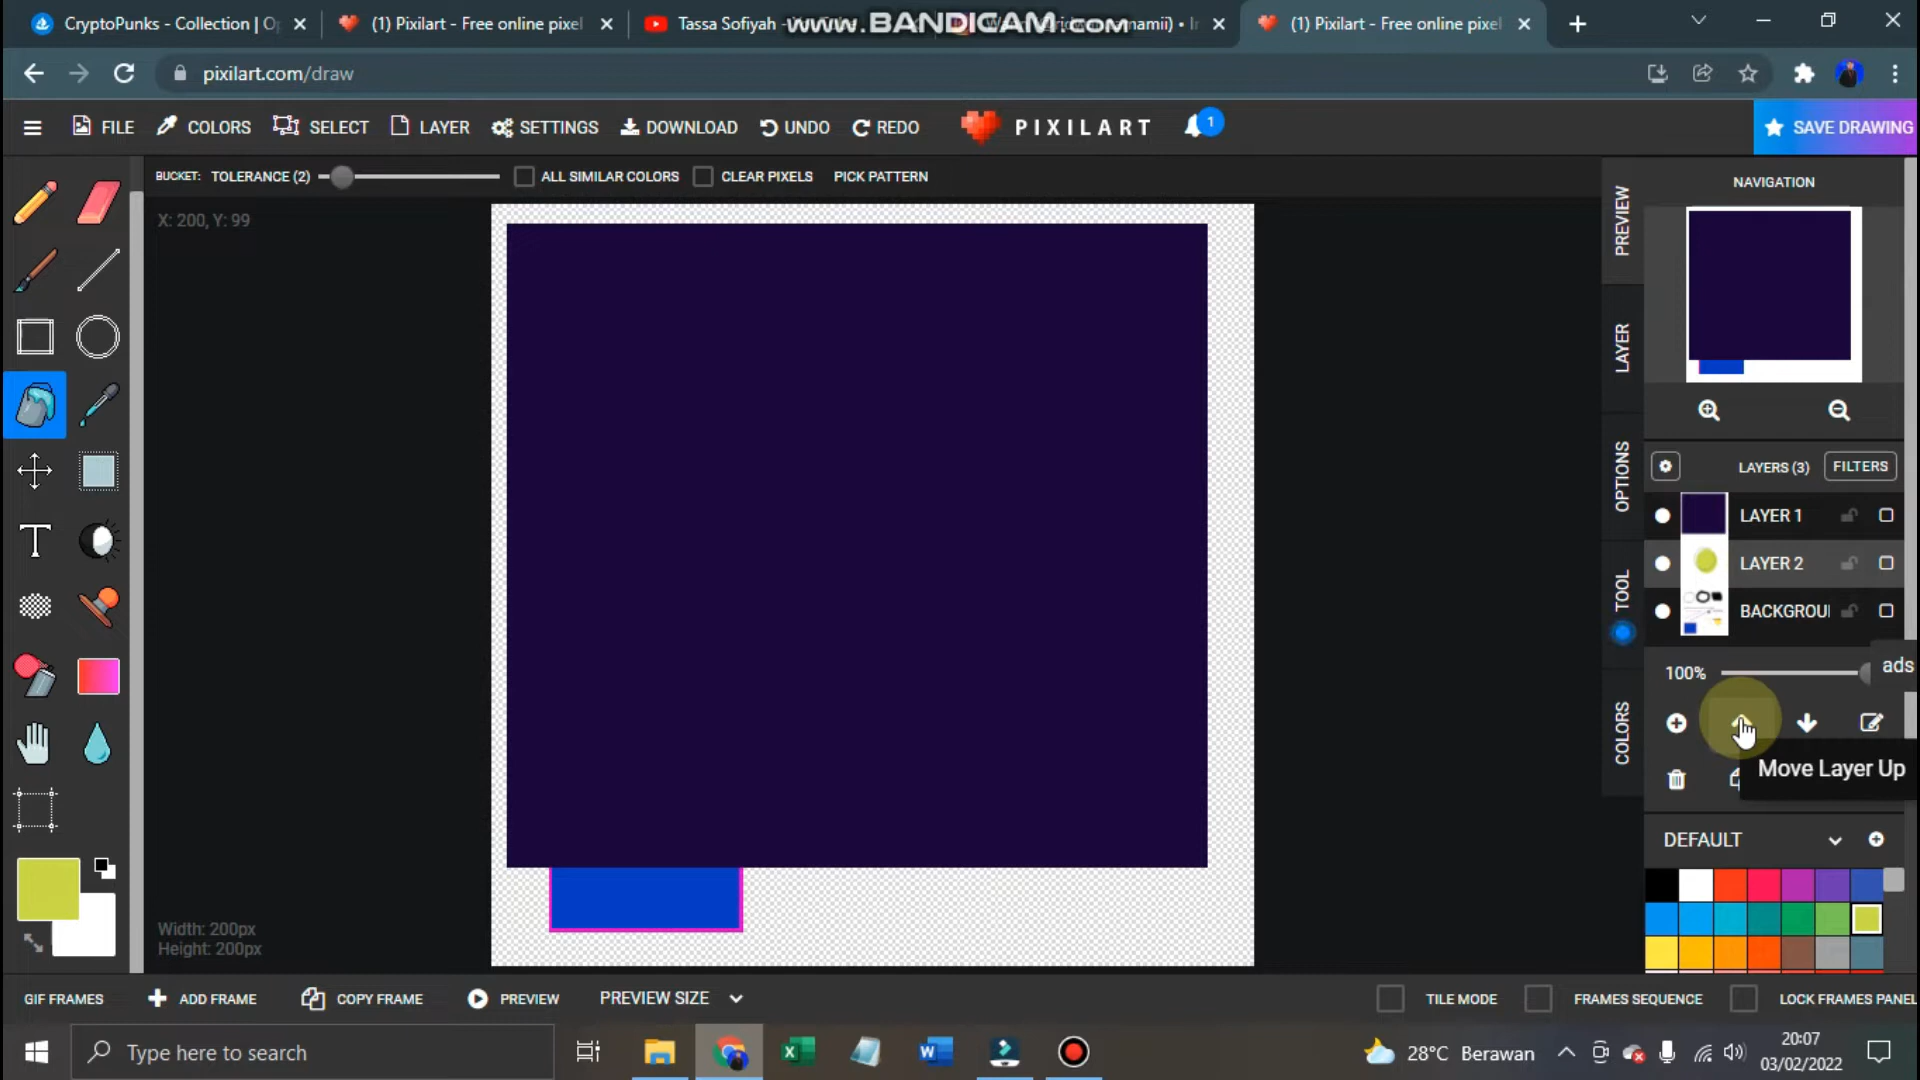 CryptoPunks - Collection | O
(1) Pixilart - Free online pixel
Tassa Sofiyah -
www.BANDICAM.com
namii) • I
(1) Pixilart - Free online pixel
pixilart.com/draw
FILE
COLORS
SELECT
LAYER
SETTINGS
DOWNLOAD
UNDO
REDO
PIXILART
1
SAVE DRAWING
BUCKET: TOLERANCE (2)
ALL SIMILAR COLORS
CLEAR PIXELS
PICK PATTERN
X: 200, Y: 99
PREVIEW
NAVIGATION
LAYER
OPTIONS
LAYERS (3)
FILTERS
LAYER 1
LAYER 2
BACKGROU
TOOL
100%
ads
COLORS
Move Layer Up
DEFAULT
Width: 200px
Height: 200px
GIF FRAMES
ADD FRAME
COPY FRAME
PREVIEW
PREVIEW SIZE
TILE MODE
FRAMES SEQUENCE
LOCK FRAMES PANEL
Type here to search
28°C Berawan
20:07
03/02/2022